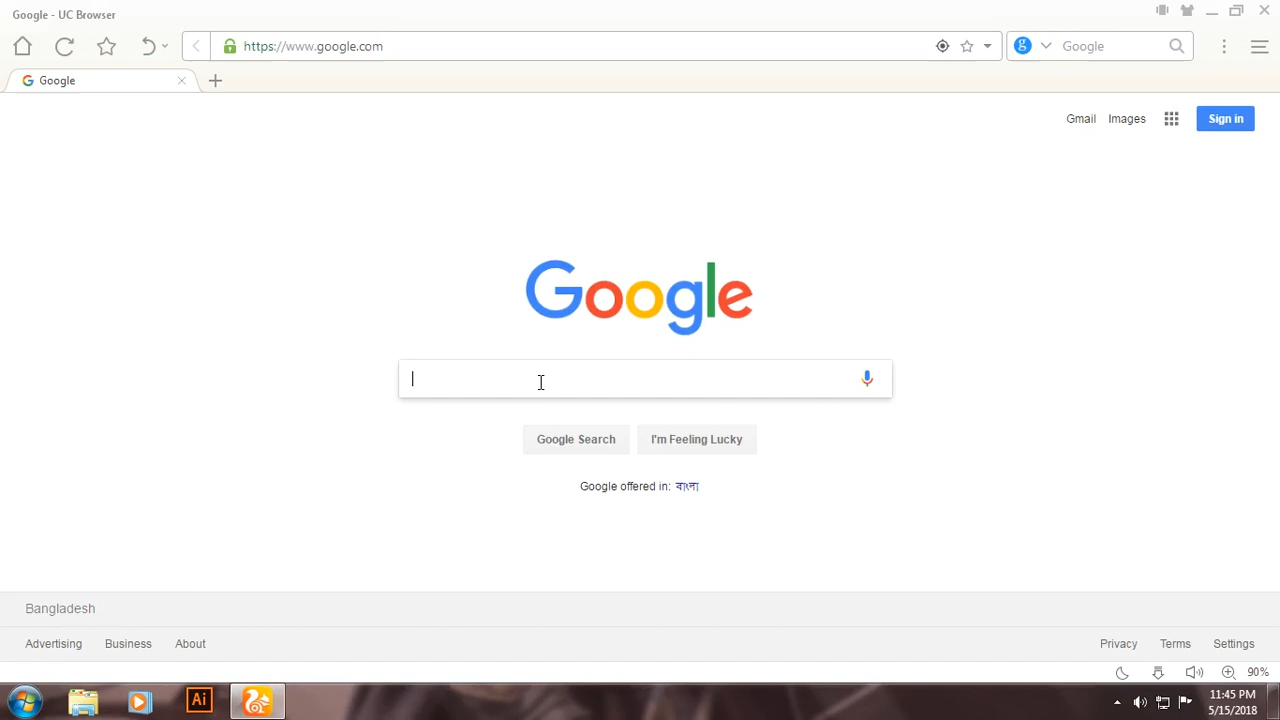 Google - UC Browser
https://www.google.com
Google
Google
Gmail Images Sign in
Google
Google Search I'm Feeling Lucky
Google offered in: বাংলা
Bangladesh
Advertising Business About Privacy Terms Settings
90%
Ai
11:45 PM
5/15/2018